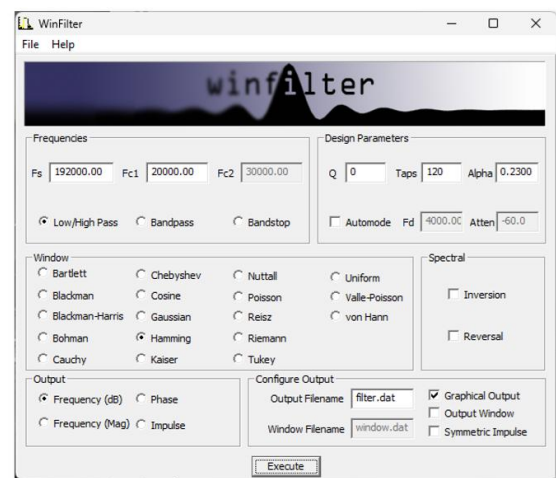 WinFilter
File Help
winfilter
Frequencies
Fs 192000.00 Fc1 20000.00 Fc2 30000.00
Low/High Pass Bandpass Bandstop
Design Parameters
Q 0 Taps 120 Alpha 0.2300
Automode Fd 4000.00 Atten -60.0
Window
Bartlett Chebyshev Nuttall Uniform
Blackman Cosine Poisson Valle-Poisson
Blackman-Harris Gaussian Reisz von Hann
Bohman Hamming Riemann
Cauchy Kaiser Tukey
Spectral
Inversion
Reversal
Output
Frequency (dB) Phase
Frequency (Mag) Impulse
Configure Output
Output Filename filter.dat Graphical Output
Output Window
Window Filename window.dat Symmetric Impulse
Execute